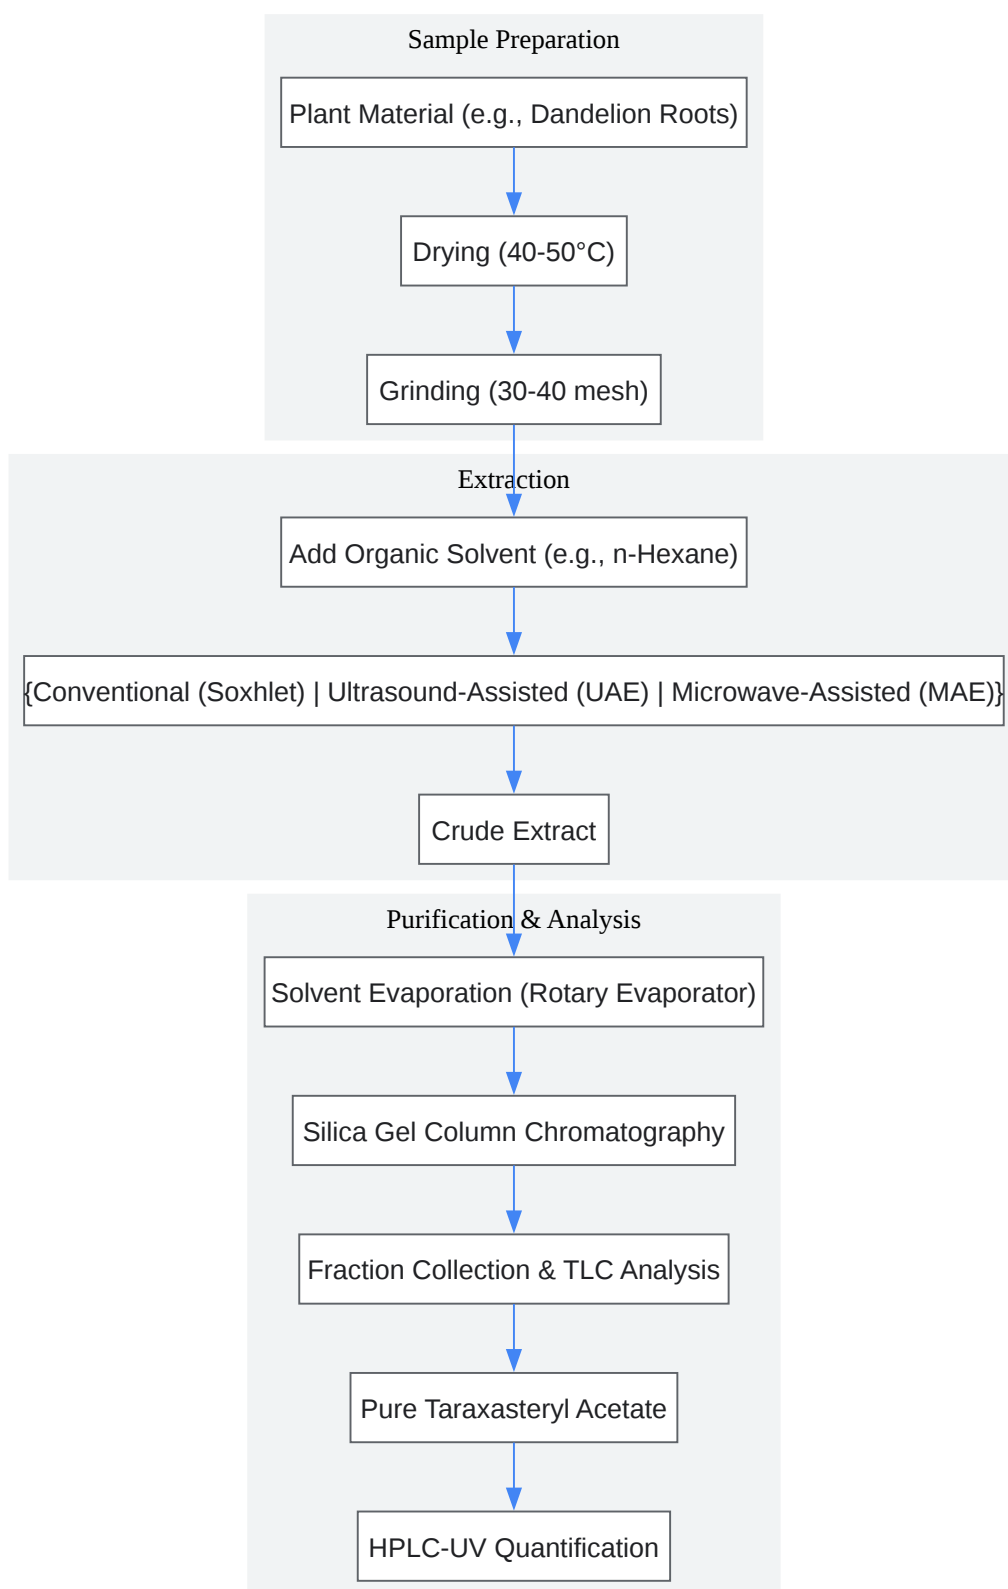 Sample Preparation
Plant Material (e.g., Dandelion Roots)
Drying (40-50°C)
Grinding (30-40 mesh)
Extraction
Add Organic Solvent (e.g., n-Hexane)
{Conventional (Soxhlet) | Ultrasound-Assisted (UAE) | Microwave-Assisted (MAE)}
Crude Extract
Purification & Analysis
Solvent Evaporation (Rotary Evaporator)
Silica Gel Column Chromatography
Fraction Collection & TLC Analysis
Pure Taraxasteryl Acetate
HPLC-UV Quantification